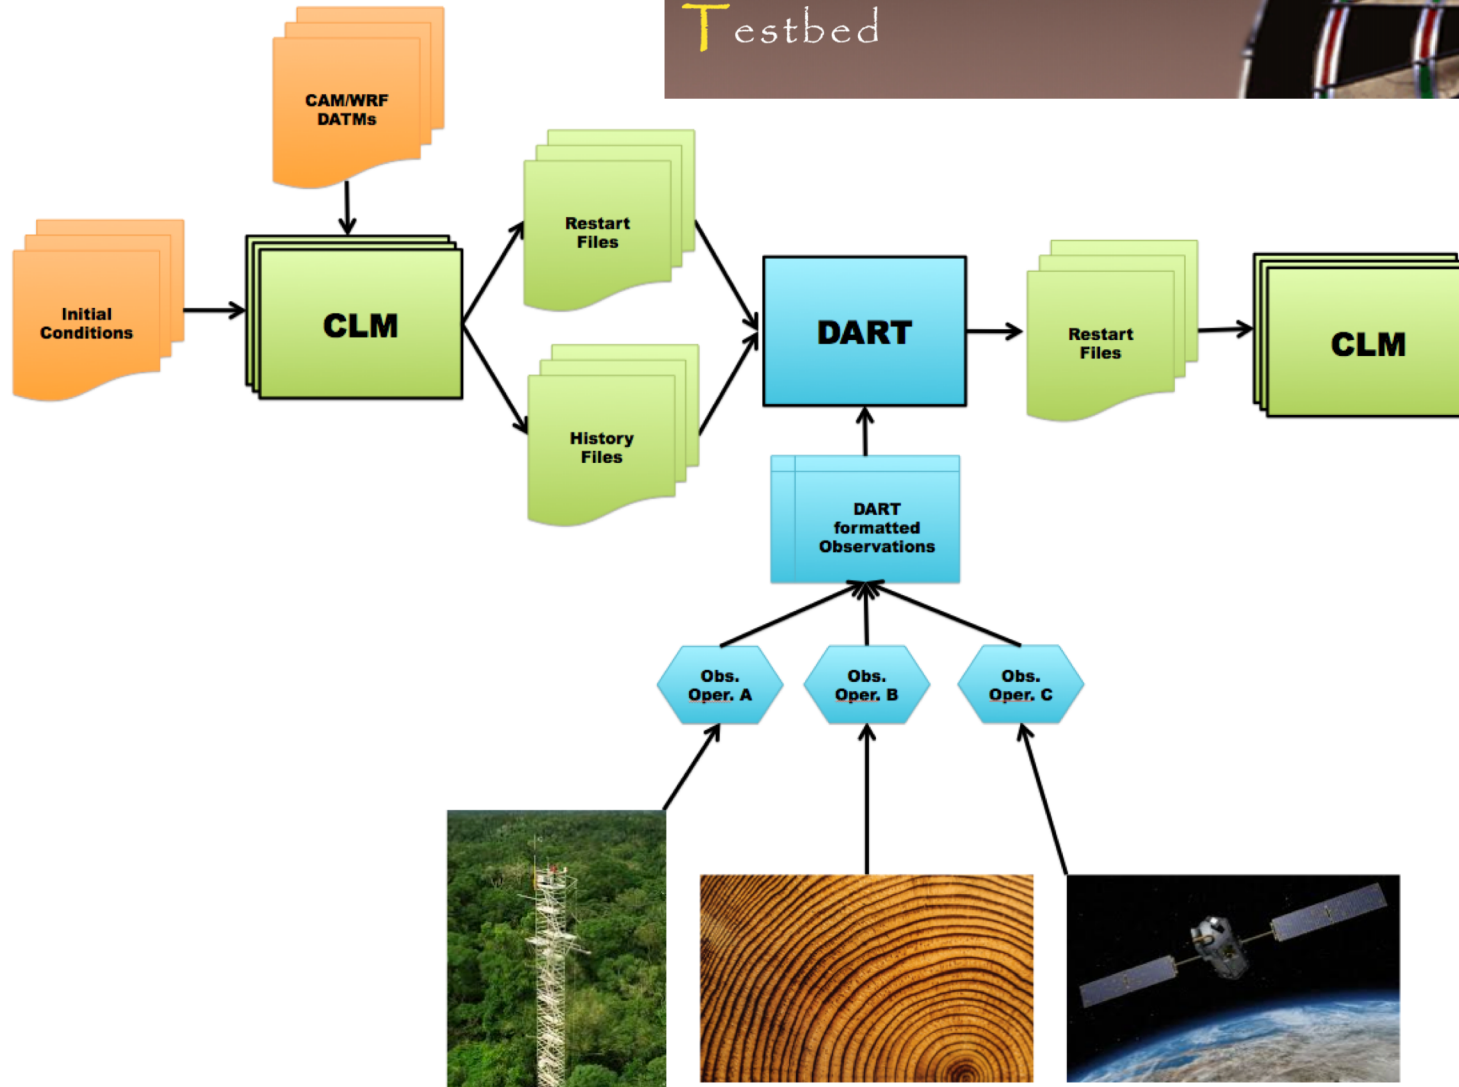 Testbed
CAM/WRF
DATMs
Initial
Conditions
CLM
Restart
Files
History
Files
DART
Restart
Files
CLM
DART
formatted
Observations
Obs.
Oper. A
Obs.
Oper. B
Obs.
Oper. C